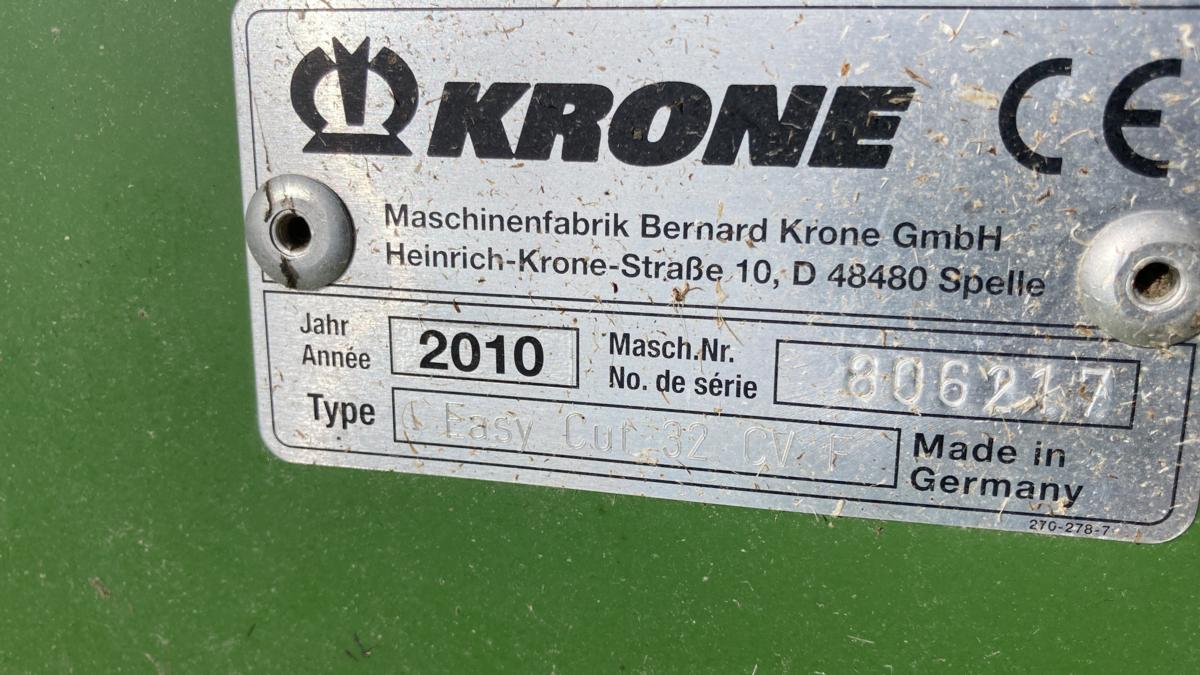 KRONE CE
Maschinenfabrik Bernard Krone GmbH
Heinrich-Krone-Straße 10, D 48480 Spelle
Jahr
Année
2010
Masch.Nr.
No. de série
806217
Type
Easy Cut 32 CV F
Made in
Germany
270-278-7